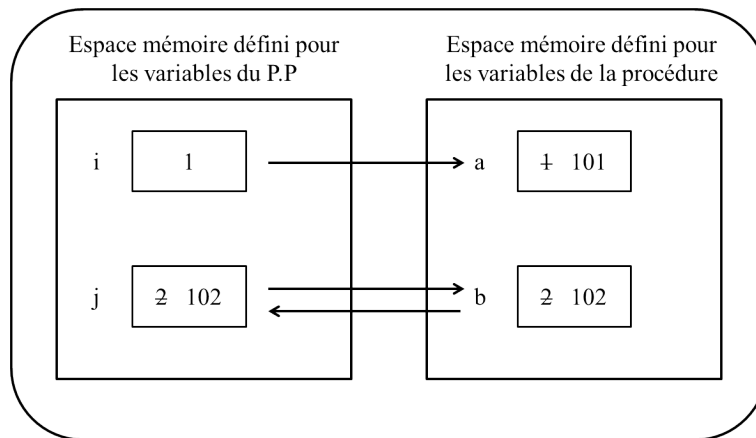 Espace mémoire défini pour
les variables du P.P
Espace mémoire défini pour
les variables de la procédure
i
1
a
1 101
j
2 102
b
2 102